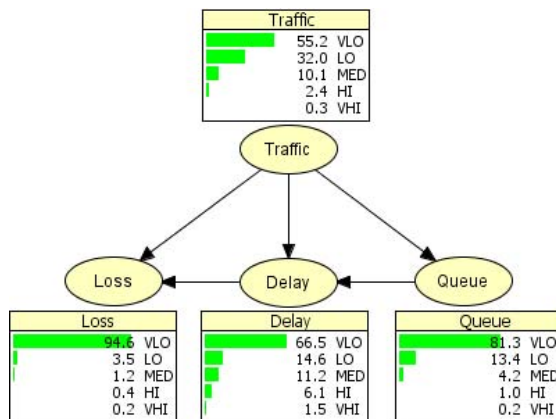 Traffic
55.2 VLO
32.0 LO
10.1 MED
2.4 HI
0.3 VHI
Traffic
Loss
Delay
Queue
Loss
94.6 VLO
3.5 LO
1.2 MED
0.4 HI
0.2 VHI
Delay
66.5 VLO
14.6 LO
11.2 MED
6.1 HI
1.5 VHI
Queue
81.3 VLO
13.4 LO
4.2 MED
1.0 HI
0.2 VHI